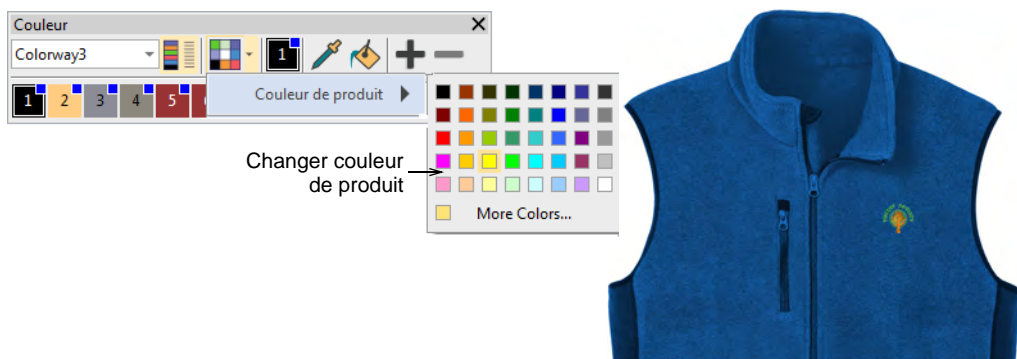 Couleur
Colorway3
1
1 2 3 4 5
Couleur de produit
Changer couleur
de produit
More Colors...